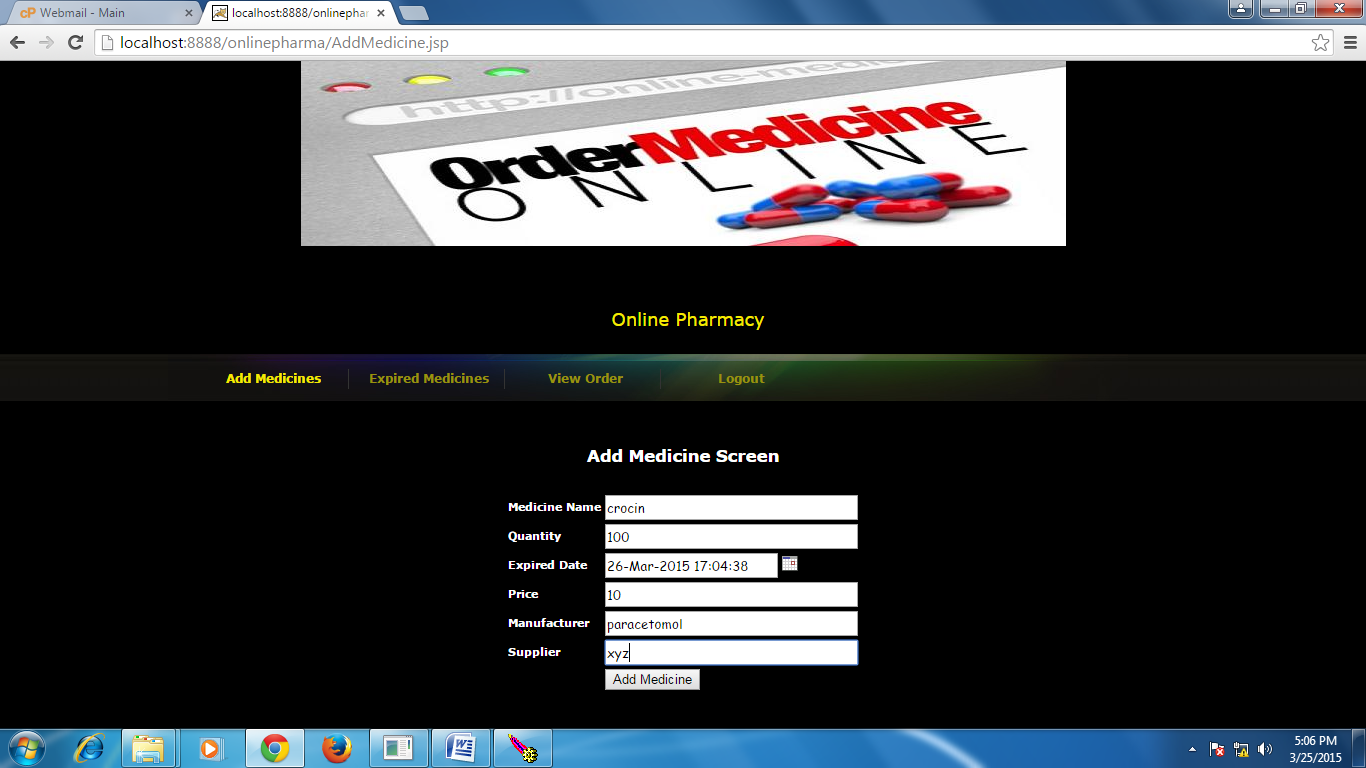 cP Webmail - Main
localhost:8888/onlinephar
localhost:8888/onlinepharma/AddMedicine.jsp
http://online-medic
OrderMedicine
ONLINE
Online Pharmacy
Add Medicines Expired Medicines View Order Logout
Add Medicine Screen
Medicine Name crocin
Quantity 100
Expired Date 26-Mar-2015 17:04:38
Price 10
Manufacturer paracetomol
Supplier xyz
Add Medicine
5:06 PM
3/25/2015